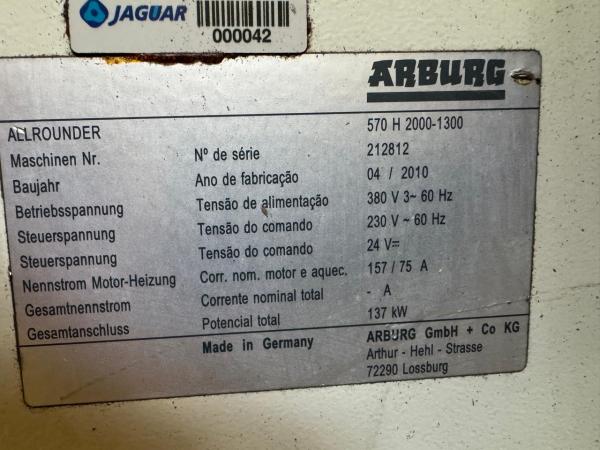 JAGUAR
000042
ARBURG
ALLROUNDER 570 H 2000-1300
Maschinen Nr. Nº de série 212812
Baujahr Ano de fabricação 04 / 2010
Betriebsspannung Tensão de alimentação 380 V 3~ 60 Hz
Steuerspannung Tensão do comando 230 V ~ 60 Hz
Steuerspannung Tensão do comando 24 V⎓
Nennstrom Motor-Heizung Corr. nom. motor e aquec. 157 / 75 A
Gesamtnennstrom Corrente nominal total - A
Gesamtanschluss Potencial total 137 kW
Made in Germany ARBURG GmbH + Co KG
Arthur - Hehl - Strasse
72290 Lossburg